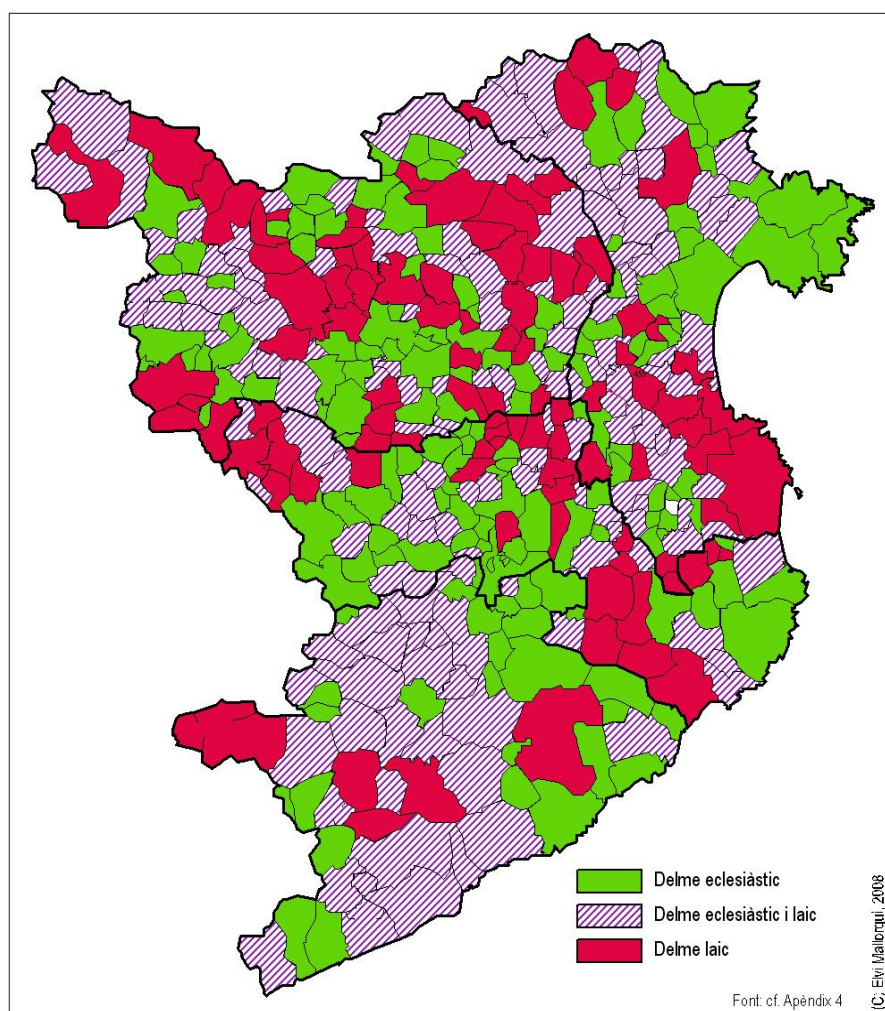 Delme eclesiàstic
Delme eclesiàstic i laic
Delme laic
Font: cf. Apèndix 4
(C; Elvi Mallorquí, 2008